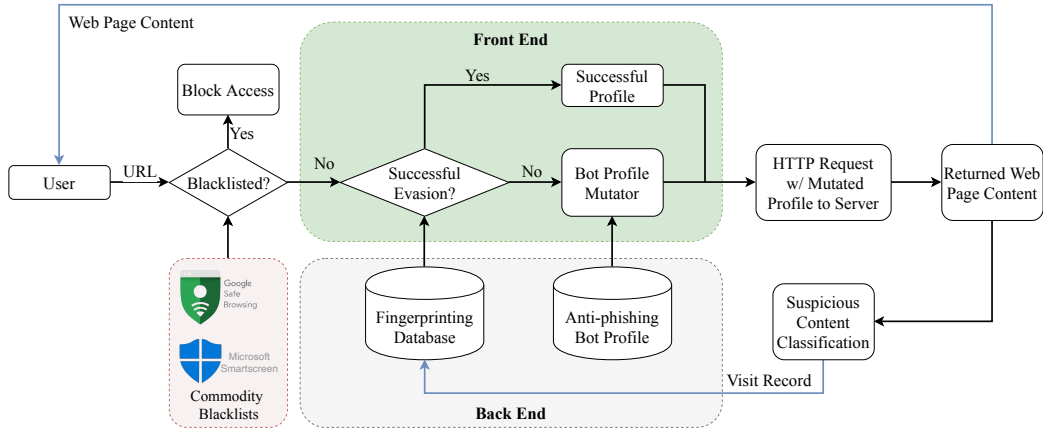 Web Page Content
Front End
Yes
Successful
Profile
Block Access
Yes
User
URL
Blacklisted?
No
Successful
Evasion?
No
Bot Profile
Mutator
HTTP Request
w/ Mutated
Profile to Server
Returned Web
Page Content
Google
Safe
Browsing
Microsoft
Smartscreen
Commodity
Blacklists
Fingerprinting
Database
Anti-phishing
Bot Profile
Suspicious
Content
Classification
Visit Record
Back End